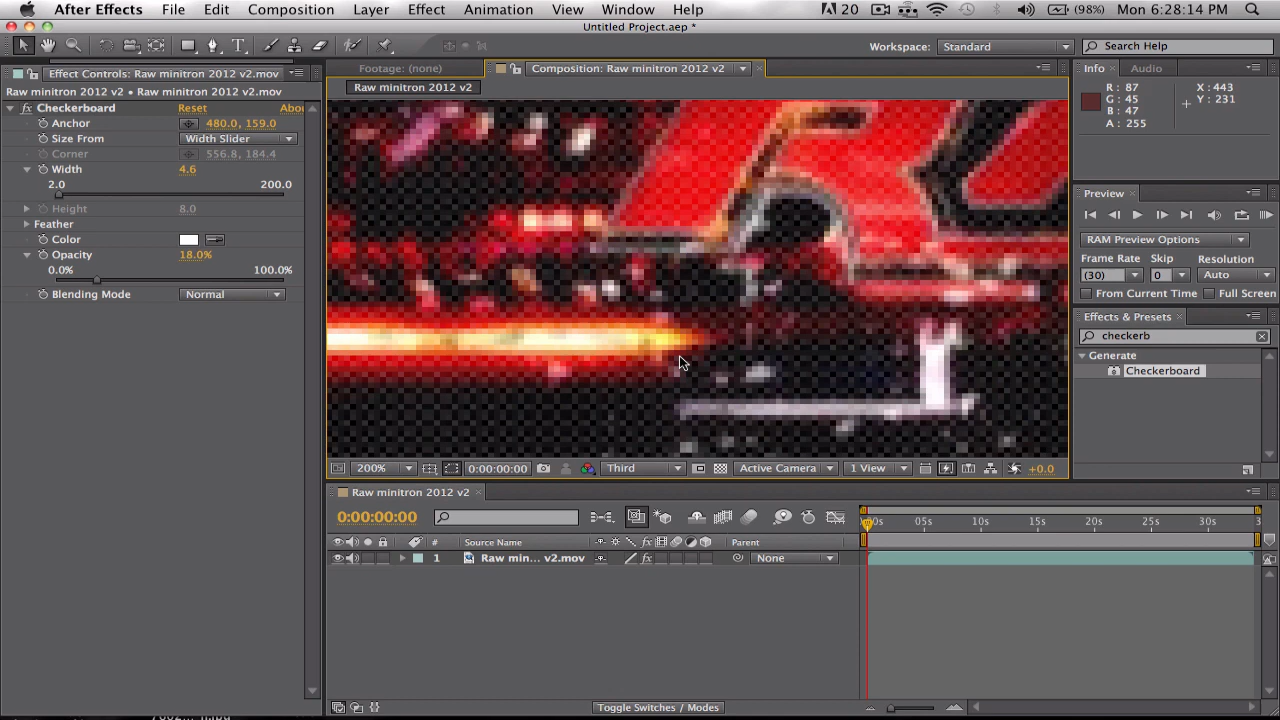 After Effects File Edit Composition Layer Effect Animation View Window Help 20 (98%) Mon 6:28:14 PM
Untitled Project.aep *
Workspace: Standard Search Help
Effect Controls: Raw minitron 2012 v2.mov
Footage: (none) Composition: Raw minitron 2012 v2
Info Audio
Raw minitron 2012 v2 • Raw minitron 2012 v2.mov
Raw minitron 2012 v2
R : 87 X : 443
G : 45 Y : 231
B : 47
A : 255
fx Checkerboard Reset Abou
Anchor 480.0, 159.0
Size From Width Slider
Corner 556.8, 184.4
Width 4.6
2.0 200.0
Height 8.0
Feather
Color
Opacity 18.0%
0.0% 100.0%
Blending Mode Normal
Preview
RAM Preview Options
Frame Rate Skip Resolution
(30) 0 Auto
From Current Time Full Screen
Effects & Presets
checkerb
Generate
Checkerboard
200% 0:00:00:00 Third Active Camera 1 View +0.0
Raw minitron 2012 v2
0:00:00:00
00s 05s 10s 15s 20s 25s 30s 3
# Source Name fx Parent
1 Raw min... v2.mov fx None
Toggle Switches / Modes